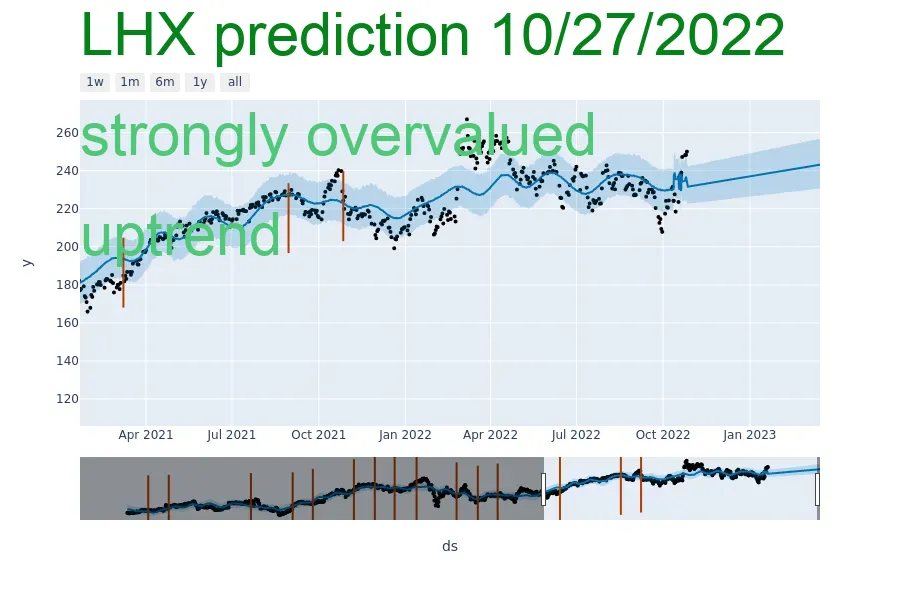 LHX prediction 10/27/2022
1w 1m 6m 1y all
strongly overvalued
uptrend
260
240
220
200
180
160
140
120
y
Apr 2021 Jul 2021 Oct 2021 Jan 2022 Apr 2022 Jul 2022 Oct 2022 Jan 2023
ds